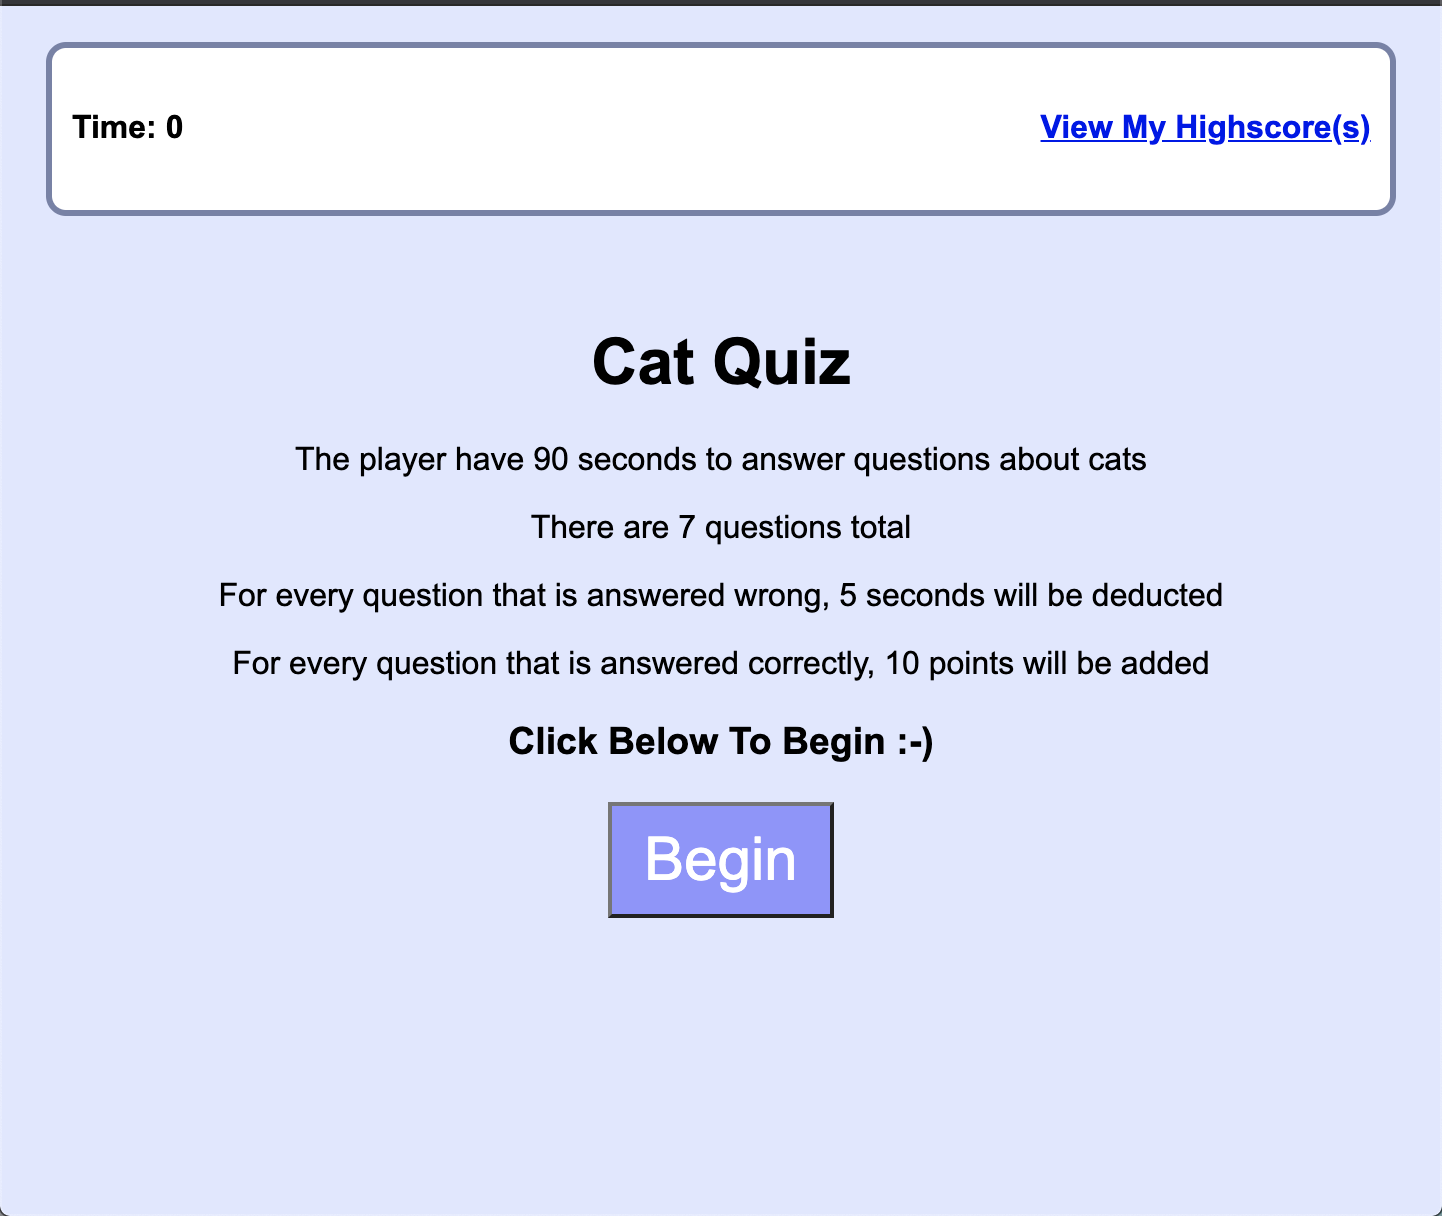 Time: 0
View My Highscore(s)
Cat Quiz
The player have 90 seconds to answer questions about cats
There are 7 questions total
For every question that is answered wrong, 5 seconds will be deducted
For every question that is answered correctly, 10 points will be added
Click Below To Begin :-)
Begin